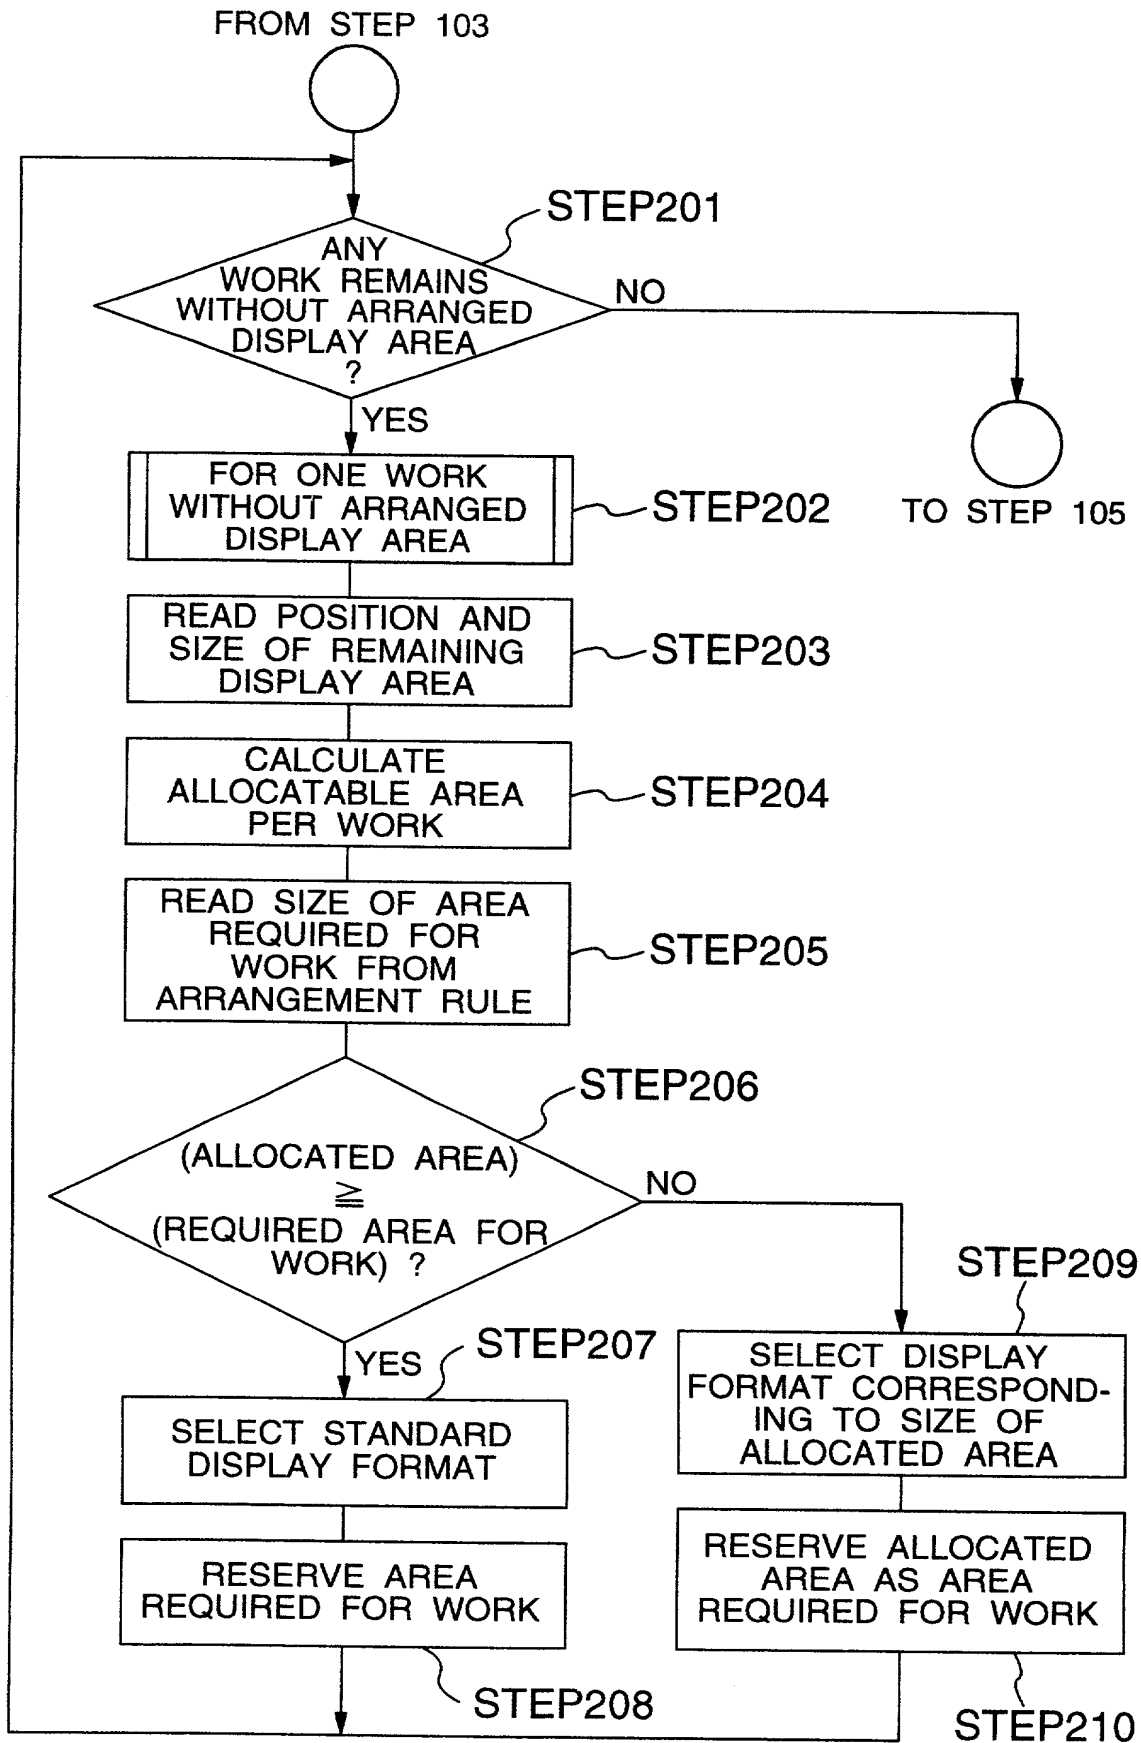 FROM STEP 103
STEP201
ANY
WORK REMAINS
WITHOUT ARRANGED
DISPLAY AREA
?
NO
YES
TO STEP 105
FOR ONE WORK
WITHOUT ARRANGED
DISPLAY AREA
STEP202
READ POSITION AND
SIZE OF REMAINING
DISPLAY AREA
STEP203
CALCULATE
ALLOCATABLE AREA
PER WORK
STEP204
READ SIZE OF AREA
REQUIRED FOR
WORK FROM
ARRANGEMENT RULE
STEP205
STEP206
(ALLOCATED AREA)
≧
(REQUIRED AREA FOR
WORK) ?
NO
YES
STEP207
SELECT STANDARD
DISPLAY FORMAT
RESERVE AREA
REQUIRED FOR WORK
STEP208
STEP209
SELECT DISPLAY
FORMAT CORRESPOND-
ING TO SIZE OF
ALLOCATED AREA
RESERVE ALLOCATED
AREA AS AREA
REQUIRED FOR WORK
STEP210